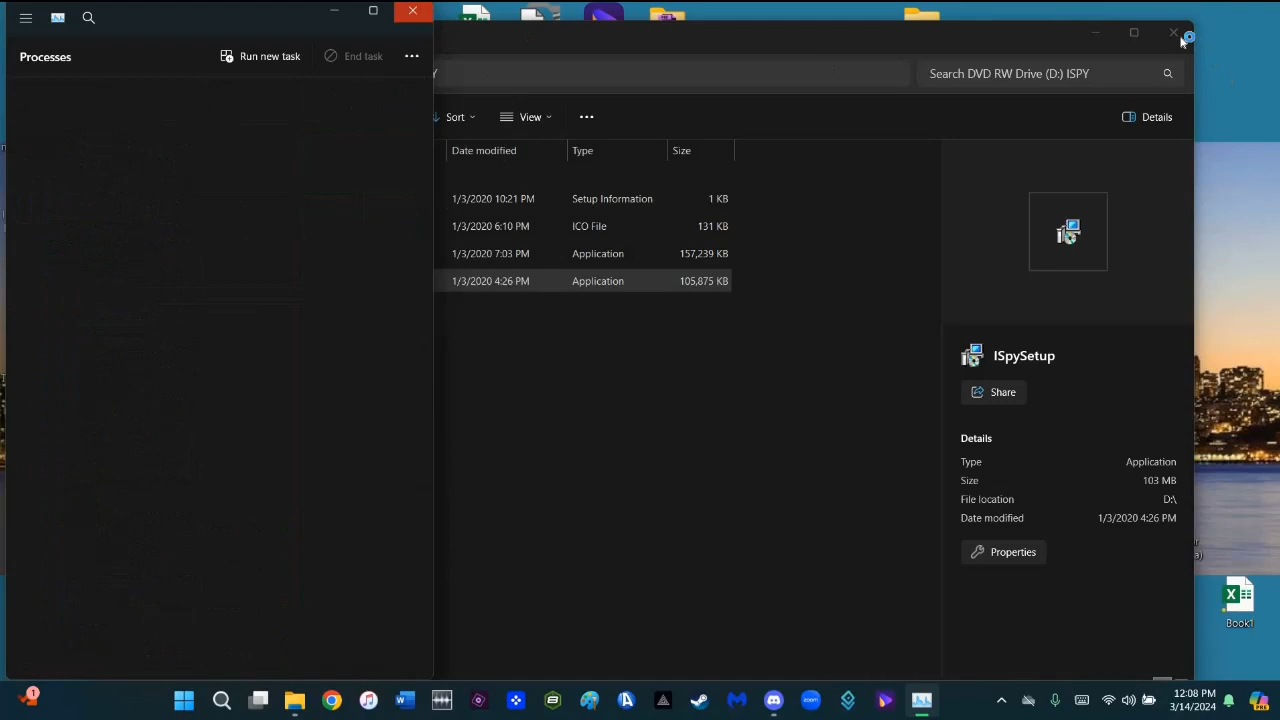 Processes
Run new task
End task
Search DVD RW Drive (D:) ISPY
Sort
View
Details
Date modified
Type
Size
1/3/2020 10:21 PM
Setup Information
1 KB
1/3/2020 6:10 PM
ICO File
131 KB
1/3/2020 7:03 PM
Application
157,239 KB
1/3/2020 4:26 PM
Application
105,875 KB
ISpySetup
Share
Details
Type
Application
Size
103 MB
File location
D:\
Date modified
1/3/2020 4:26 PM
Properties
Book1
1
12:08 PM
3/14/2024